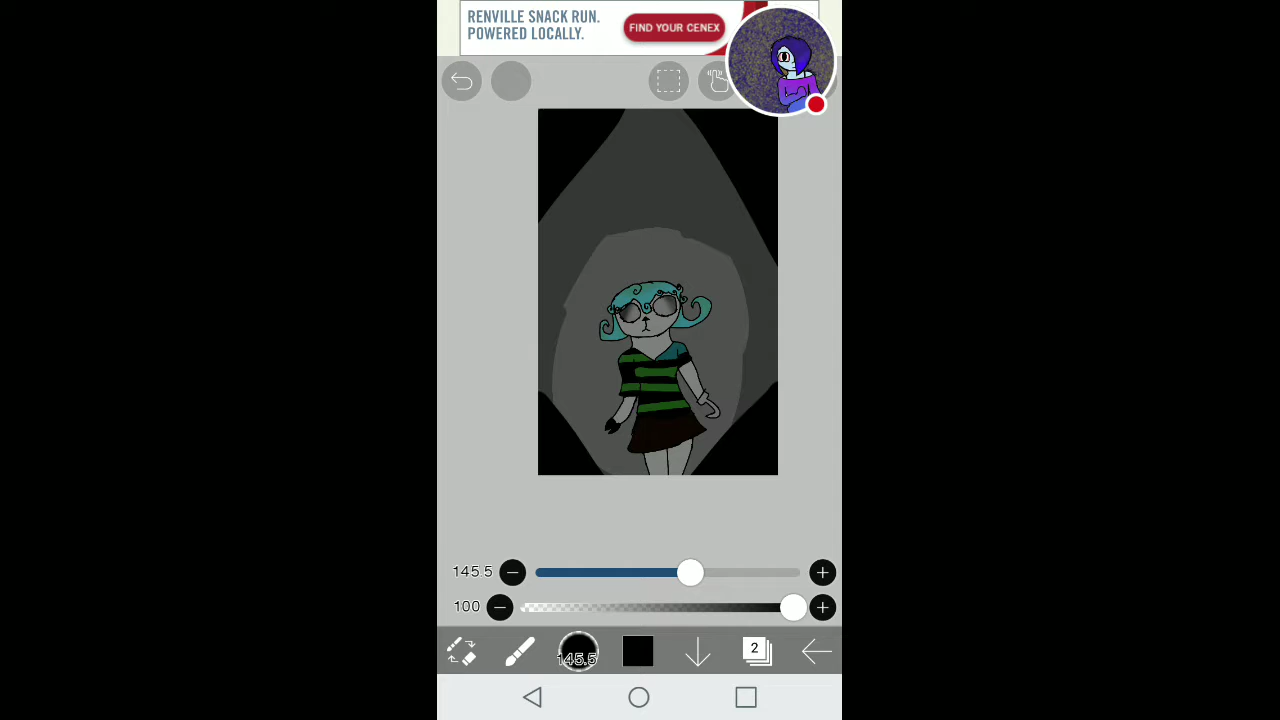 RENVILLE SNACK RUN.
POWERED LOCALLY.
FIND YOUR CENEX
145.5
100
145.5
2